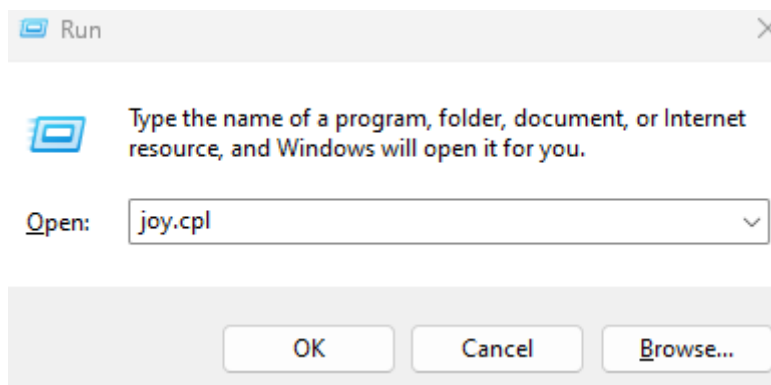 Run
Type the name of a program, folder, document, or Internet
resource, and Windows will open it for you.
Open: joy.cpl
OK Cancel Browse...